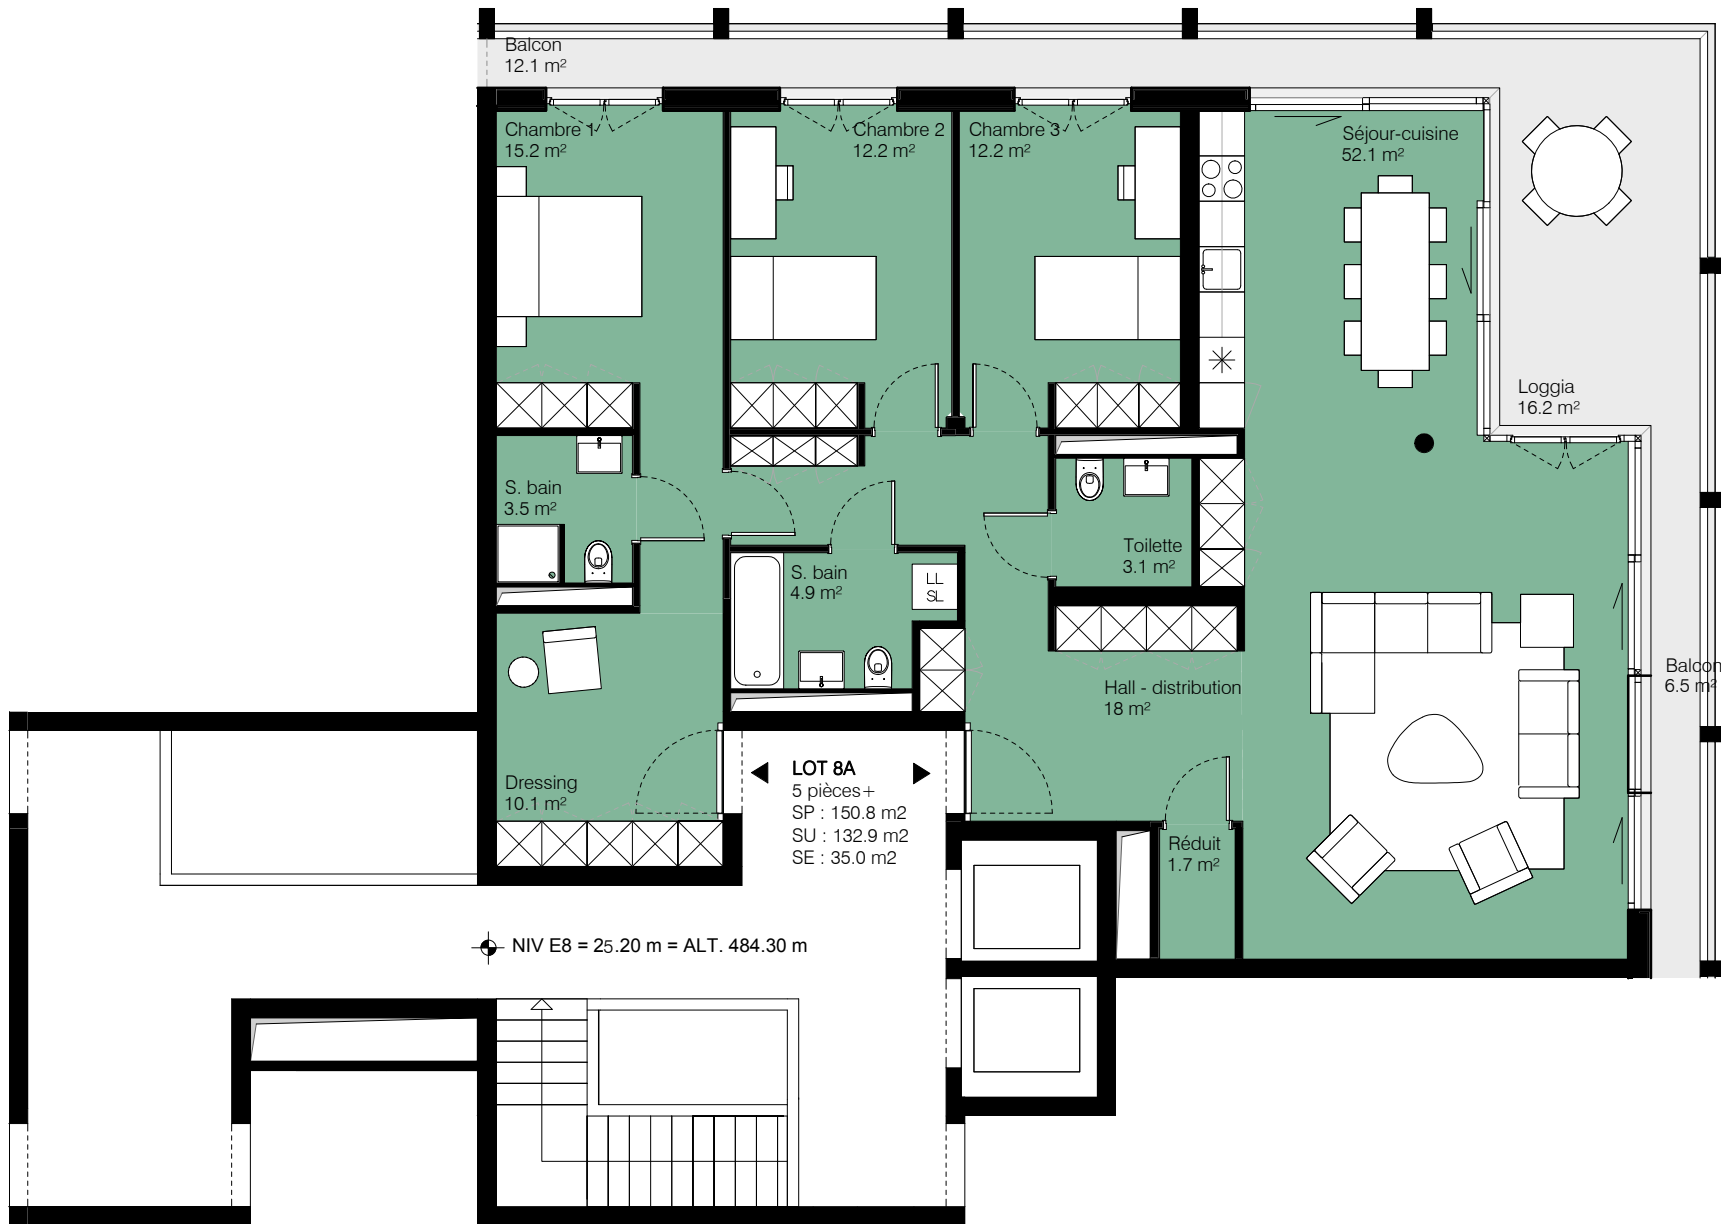 Balcon
12.1 m²
Chambre 1
15.2 m²
Chambre 2
12.2 m²
Chambre 3
12.2 m²
Séjour-cuisine
52.1 m²
Loggia
16.2 m²
S. bain
3.5 m²
Toilette
3.1 m²
S. bain
4.9 m²
LL
SL
Balcon
6.5 m²
Hall - distribution
18 m²
Dressing
10.1 m²
LOT 8A
5 pièces+
SP : 150.8 m2
SU : 132.9 m2
SE : 35.0 m2
Réduit
1.7 m²
NIV E8 = 25.20 m = ALT. 484.30 m